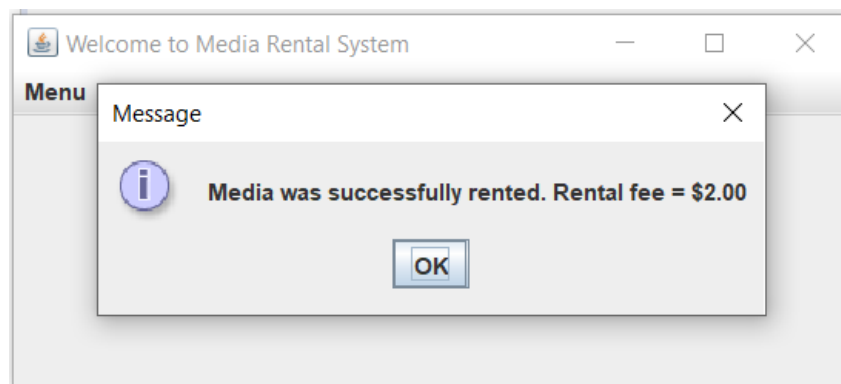 Welcome to Media Rental System
Menu
Message
Media was successfully rented. Rental fee = $2.00
OK